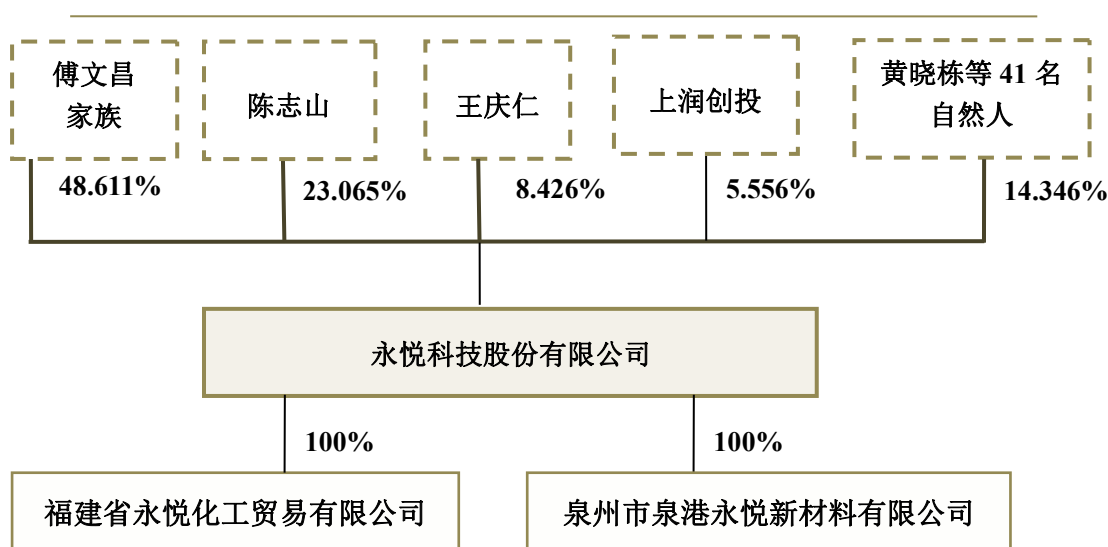 傅文昌
家族
陈志山
王庆仁
上润创投
黄晓栋等 41 名
自然人
48.611%
23.065%
8.426%
5.556%
14.346%
永悦科技股份有限公司
100%
100%
福建省永悦化工贸易有限公司
泉州市泉港永悦新材料有限公司